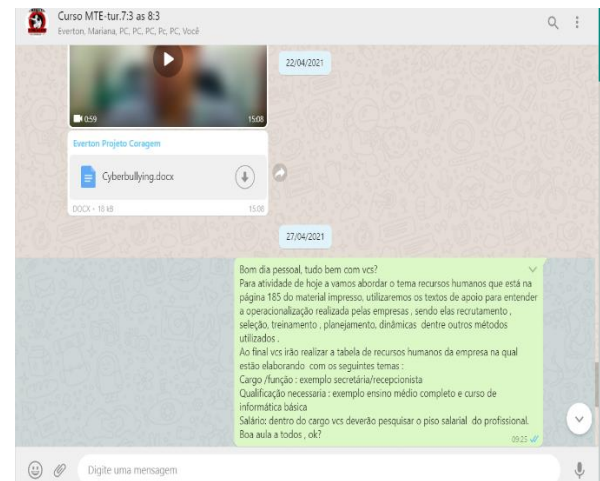 Curso MTE-tur.7:3 as 8:3
Everton, Mariana, PC, PC, PC, Pc, PC, Você
22/04/2021
0:59
15:08
Everton Projeto Coragem
Cyberbullying.docx
DOCX • 18 kB
15:08
27/04/2021
Bom dia pessoal, tudo bem com vcs?
Para atividade de hoje a vamos abordar o tema recursos humanos que está na
página 185 do material impresso, utilizaremos os textos de apoio para entender
a operacionalização realizada pelas empresas , sendo elas recrutamento ,
seleção, treinamento , planejamento, dinâmicas dentre outros métodos
utilizados .
Ao final vcs irão realizar a tabela de recursos humanos da empresa na qual
estão elaborando com os seguintes temas :
Cargo /função : exemplo secretária/recepcionista
Qualificação necessaria : exemplo ensino médio completo e curso de
informática básica
Salário: dentro do cargo vcs deverão pesquisar o piso salarial do profissional.
Boa aula a todos , ok?
09:25
Digite uma mensagem